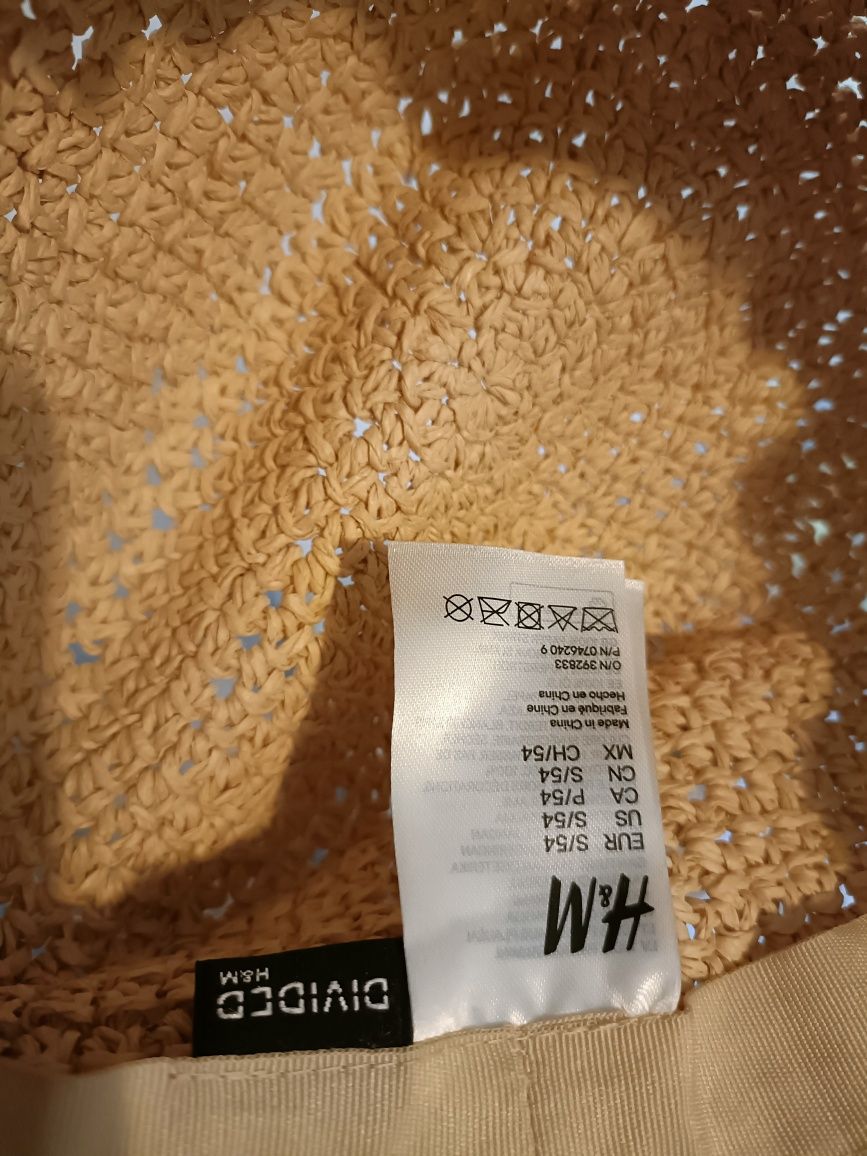 DIVIDED
H&M
H&M
EUR S/54
US S/54
CA P/54
CN S/54
MX CH/54
Made in China
Fabriqué en Chine
Hecho en China
O/N 392833
P/N 0746240 9